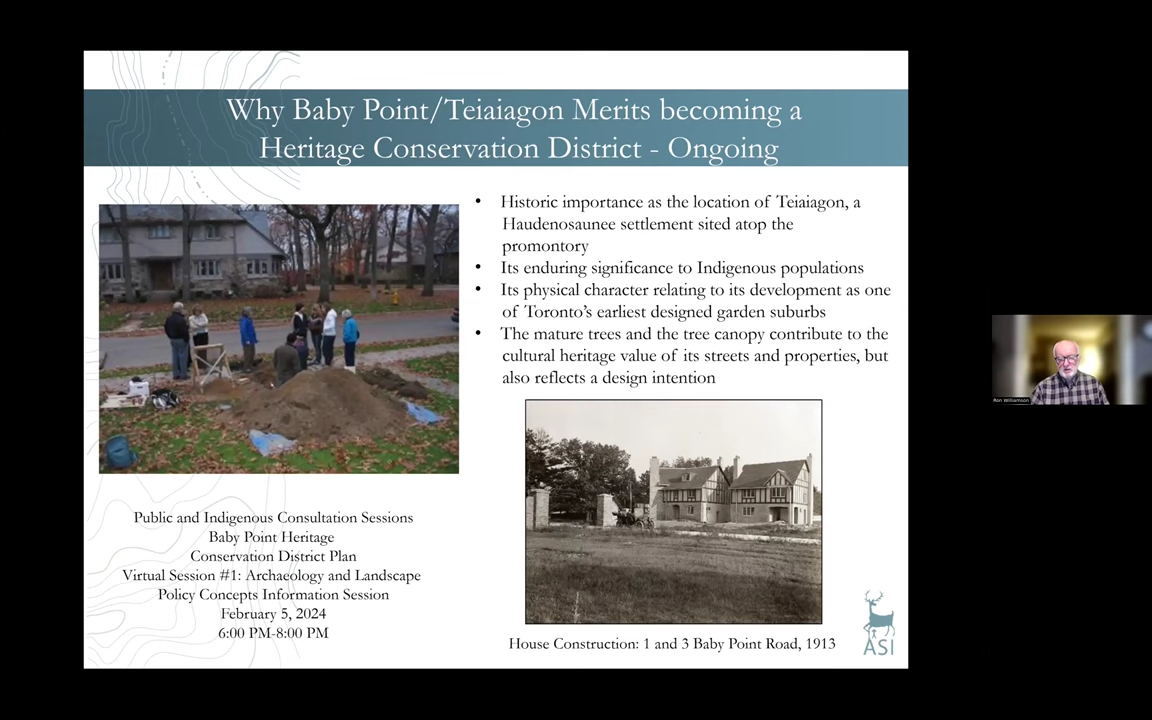 Why Baby Point/Teiaiagon Merits becoming a
Heritage Conservation District - Ongoing
• Historic importance as the location of Teiaiagon, a
Haudenosaunee settlement sited atop the
promontory
• Its enduring significance to Indigenous populations
• Its physical character relating to its development as one
of Toronto’s earliest designed garden suburbs
• The mature trees and the tree canopy contribute to the
cultural heritage value of its streets and properties, but
also reflects a design intention
Public and Indigenous Consultation Sessions
Baby Point Heritage
Conservation District Plan
Virtual Session #1: Archaeology and Landscape
Policy Concepts Information Session
February 5, 2024
6:00 PM-8:00 PM
House Construction: 1 and 3 Baby Point Road, 1913
ASI
Ron Williamson